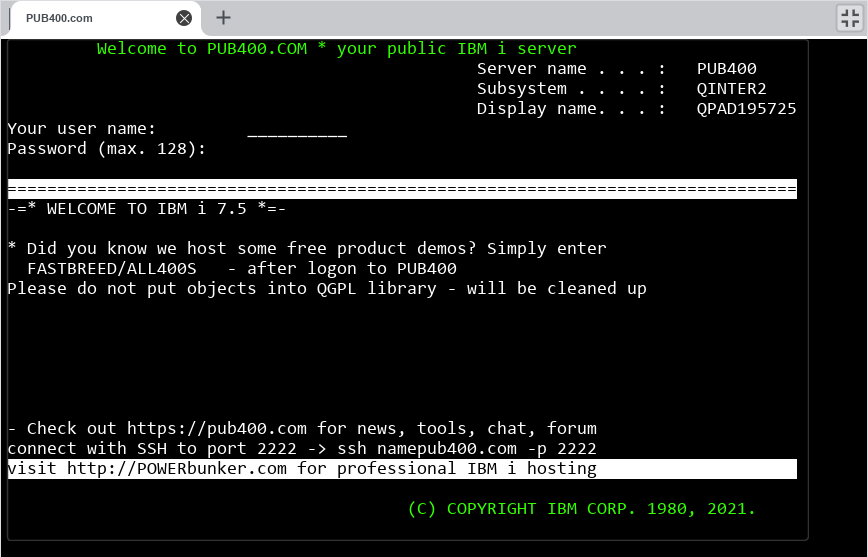 PUB400.com
Welcome to PUB400.COM * your public IBM i server
Server name . . . : PUB400
Subsystem . . . . : QINTER2
Display name. . . : QPAD195725
Your user name: __________
Password (max. 128):
===============================================================================
-=* WELCOME TO IBM i 7.5 *=-
* Did you know we host some free product demos? Simply enter
FASTBREED/ALL400S - after logon to PUB400
Please do not put objects into QGPL library - will be cleaned up
- Check out https://pub400.com for news, tools, chat, forum
connect with SSH to port 2222 -> ssh namepub400.com -p 2222
visit http://POWERbunker.com for professional IBM i hosting
(C) COPYRIGHT IBM CORP. 1980, 2021.